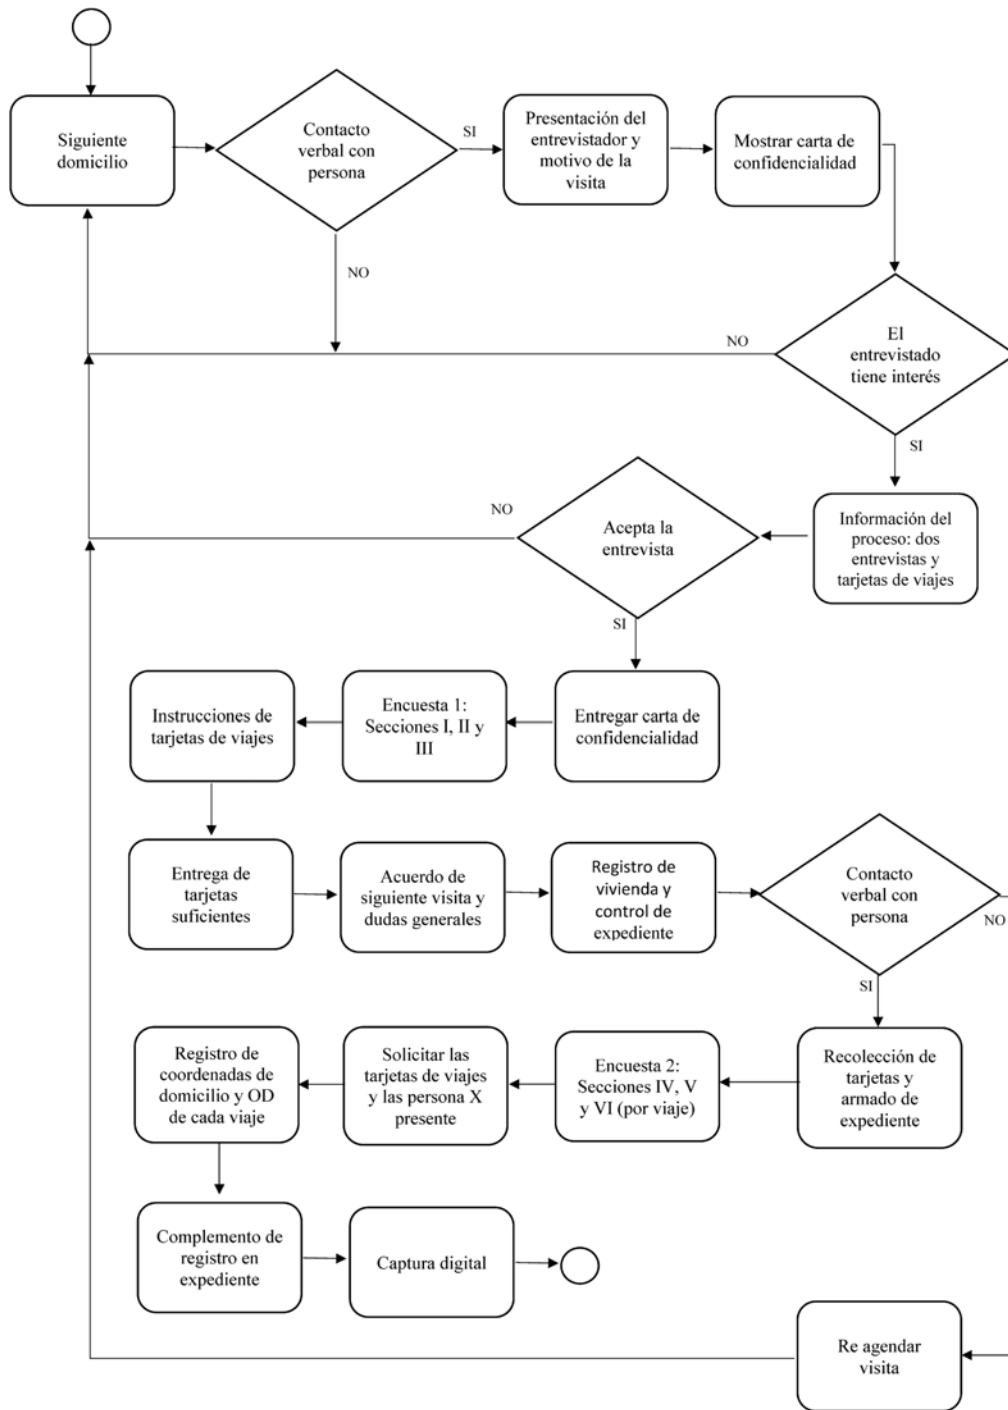 Siguiente
domicilio
Contacto
verbal con
persona
SI
Presentación del
entrevistador y
motivo de la
visita
Mostrar carta de
confidencialidad
NO
El
entrevistado
tiene interés
NO
SI
Información del
proceso: dos
entrevistas y
tarjetas de viajes
Acepta la
entrevista
NO
SI
Entregar carta de
confidencialidad
Encuesta 1:
Secciones I, II y
III
Instrucciones de
tarjetas de viajes
Entrega de
tarjetas
suficientes
Acuerdo de
siguiente visita y
dudas generales
Registro de
vivienda y
control de
expediente
Contacto
verbal con
persona
NO
SI
Recolección de
tarjetas y
armado de
expediente
Encuesta 2:
Secciones IV, V
y VI (por viaje)
Solicitar las
tarjetas de viajes
y las persona X
presente
Registro de
coordenadas de
domicilio y OD
de cada viaje
Complemento de
registro en
expediente
Captura digital
Re agendar
visita